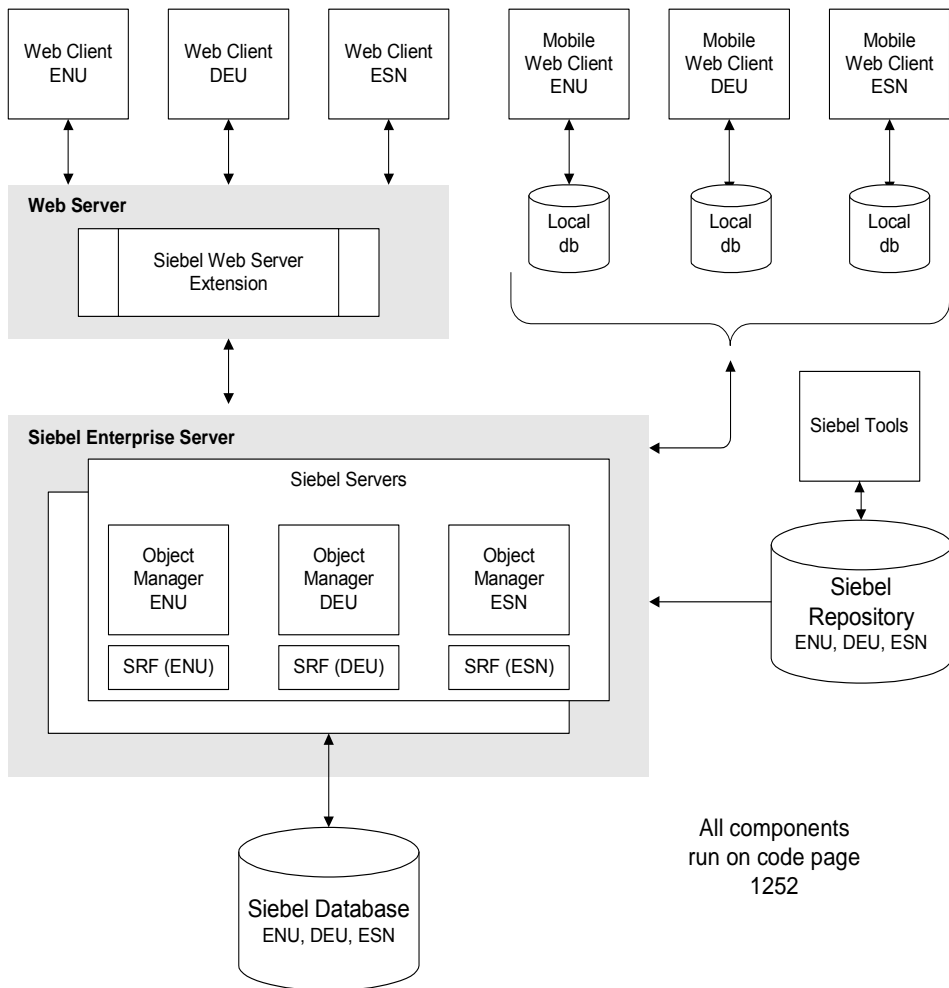 Web Client
ENU
Web Client
DEU
Web Client
ESN
Mobile
Web Client
ENU
Mobile
Web Client
DEU
Mobile
Web Client
ESN
Web Server
Siebel Web Server
Extension
Local
db
Local
db
Local
db
Siebel Tools
Siebel Enterprise Server
Siebel Servers
Object
Manager
ENU
Object
Manager
DEU
Object
Manager
ESN
SRF (ENU)
SRF (DEU)
SRF (ESN)
Siebel
Repository
ENU, DEU, ESN
All components
run on code page
1252
Siebel Database
ENU, DEU, ESN